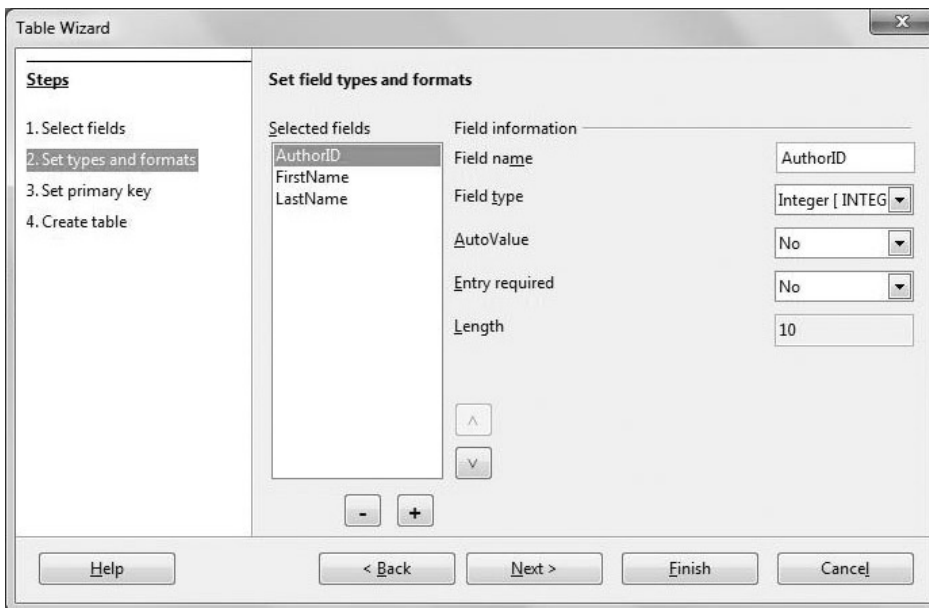 Table Wizard
X
Steps
1. Select fields
2. Set types and formats
3. Set primary key
4. Create table
Set field types and formats
Selected fields
AuthorID
FirstName
LastName
- +
Field information
Field name AuthorID
Field type Integer [ INTEG
AutoValue No
Entry required No
Length 10
Help < Back Next > Finish Cancel